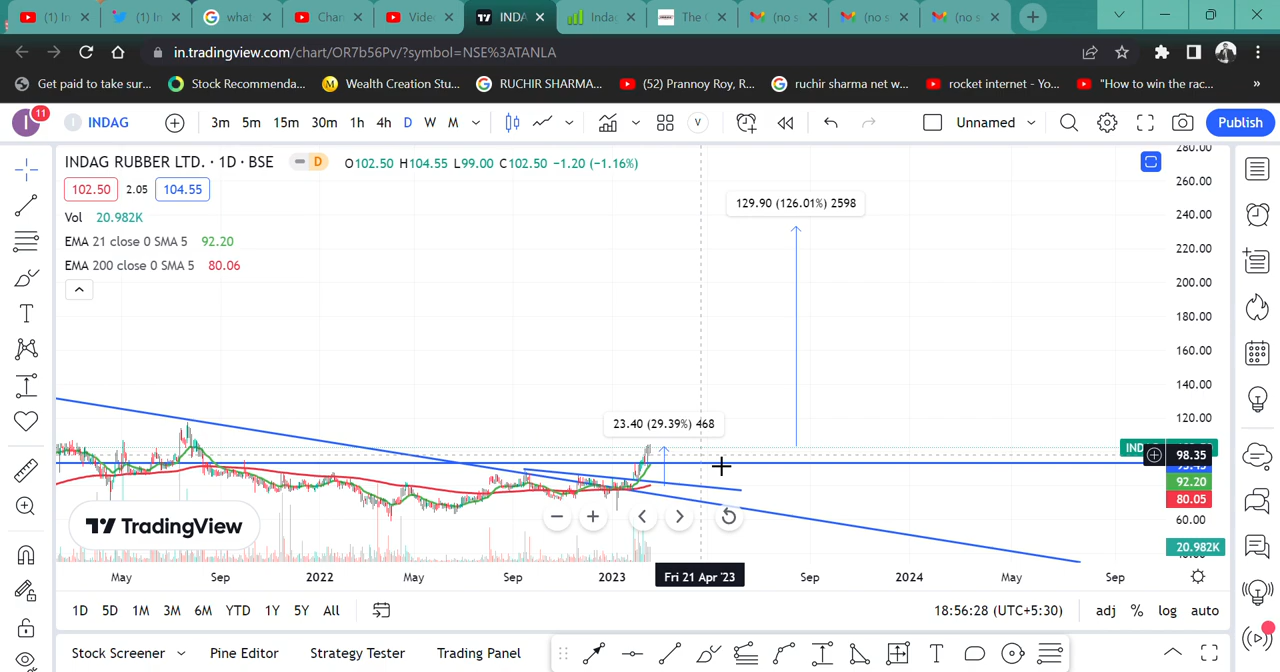 (1) In
(1) In
what
Chan
Video
INDA
Indag
The C
(no s
(no s
(no s
in.tradingview.com/chart/OR7b56Pv/?symbol=NSE%3ATANLA
Get paid to take sur...
Stock Recommenda...
Wealth Creation Stu...
RUCHIR SHARMA...
(52) Prannoy Roy, R...
ruchir sharma net w...
rocket internet - Yo...
"How to win the rac...
»
I 11
I INDAG
3m 5m 15m 30m 1h 4h D W M
V
Unnamed
Publish
INDAG RUBBER LTD. · 1D · BSE
D
O102.50 H104.55 L99.00 C102.50 −1.20 (−1.16%)
102.50 2.05 104.55
Vol 20.982K
EMA 21 close 0 SMA 5 92.20
EMA 200 close 0 SMA 5 80.06
129.90 (126.01%) 2598
23.40 (29.39%) 468
280.00
260.00
240.00
220.00
200.00
180.00
160.00
140.00
120.00
98.35
92.20
80.05
60.00
20.982K
TradingView
May Sep 2022 May Sep 2023 Fri 21 Apr '23 Sep 2024 May Sep
1D 5D 1M 3M 6M YTD 1Y 5Y All
18:56:28 (UTC+5:30) adj % log auto
Stock Screener Pine Editor Strategy Tester Trading Panel